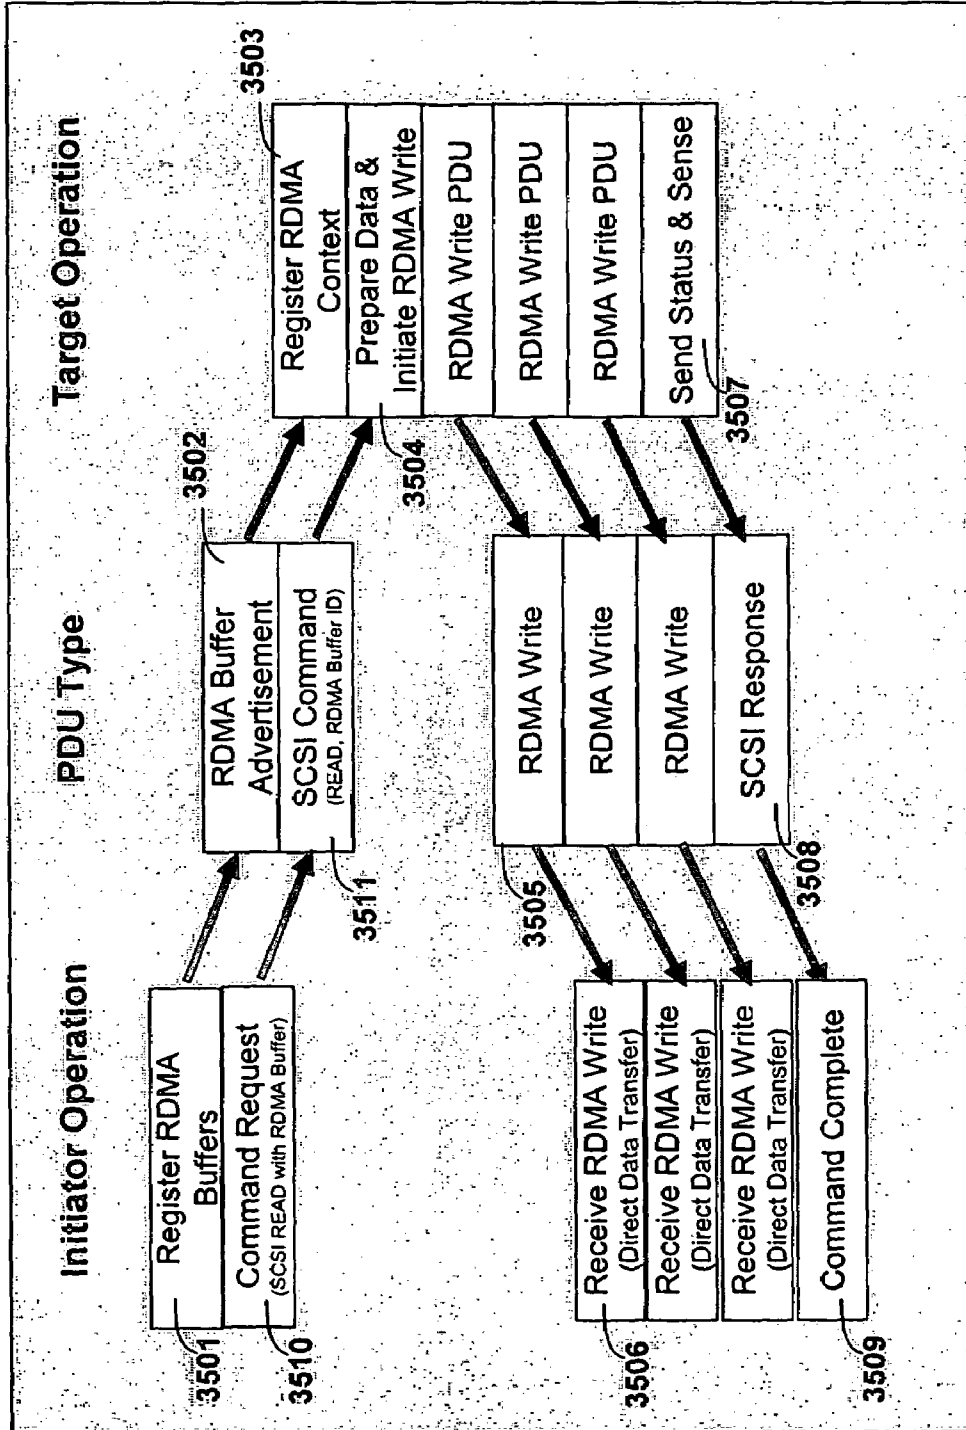 Initiator Operation
PDU Type
Target Operation
3501
Register RDMA
Buffers
3510
Command Request
(SCSI READ with RDMA Buffer)
RDMA Buffer
Advertisement
3502
SCSI Command
(READ, RDMA Buffer ID)
3511
Register RDMA
Context
3503
Prepare Data &
Initiate RDMA Write
3504
RDMA Write PDU
RDMA Write PDU
RDMA Write PDU
Send Status & Sense
3507
RDMA Write
3505
RDMA Write
RDMA Write
SCSI Response
3508
Receive RDMA Write
(Direct Data Transfer)
3506
Receive RDMA Write
(Direct Data Transfer)
Receive RDMA Write
(Direct Data Transfer)
Command Complete
3509